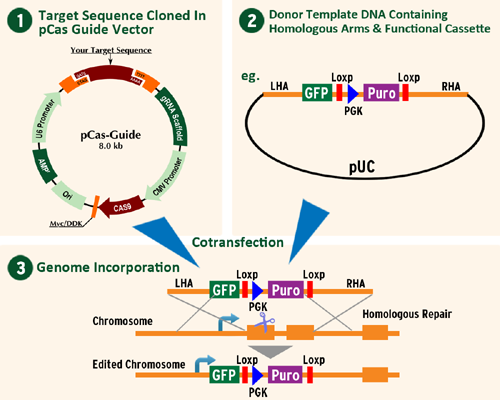 1 Target Sequence Cloned In
pCas Guide Vector
Your Target Sequence
U6 Promoter
gRNA Scaffold
pCas-Guide
8.0 kb
AMP
CMV Promoter
Ori
CAS9
Myc/DDK
2 Donor Template DNA Containing
Homologous Arms & Functional Cassette
eg.
Loxp Loxp
LHA GFP Puro RHA
PGK
pUC
Cotransfection
3 Genome Incorporation
Loxp Loxp
LHA GFP Puro RHA
PGK
Chromosome Homologous Repair
Edited Chromosome Loxp Loxp
GFP Puro
PGK